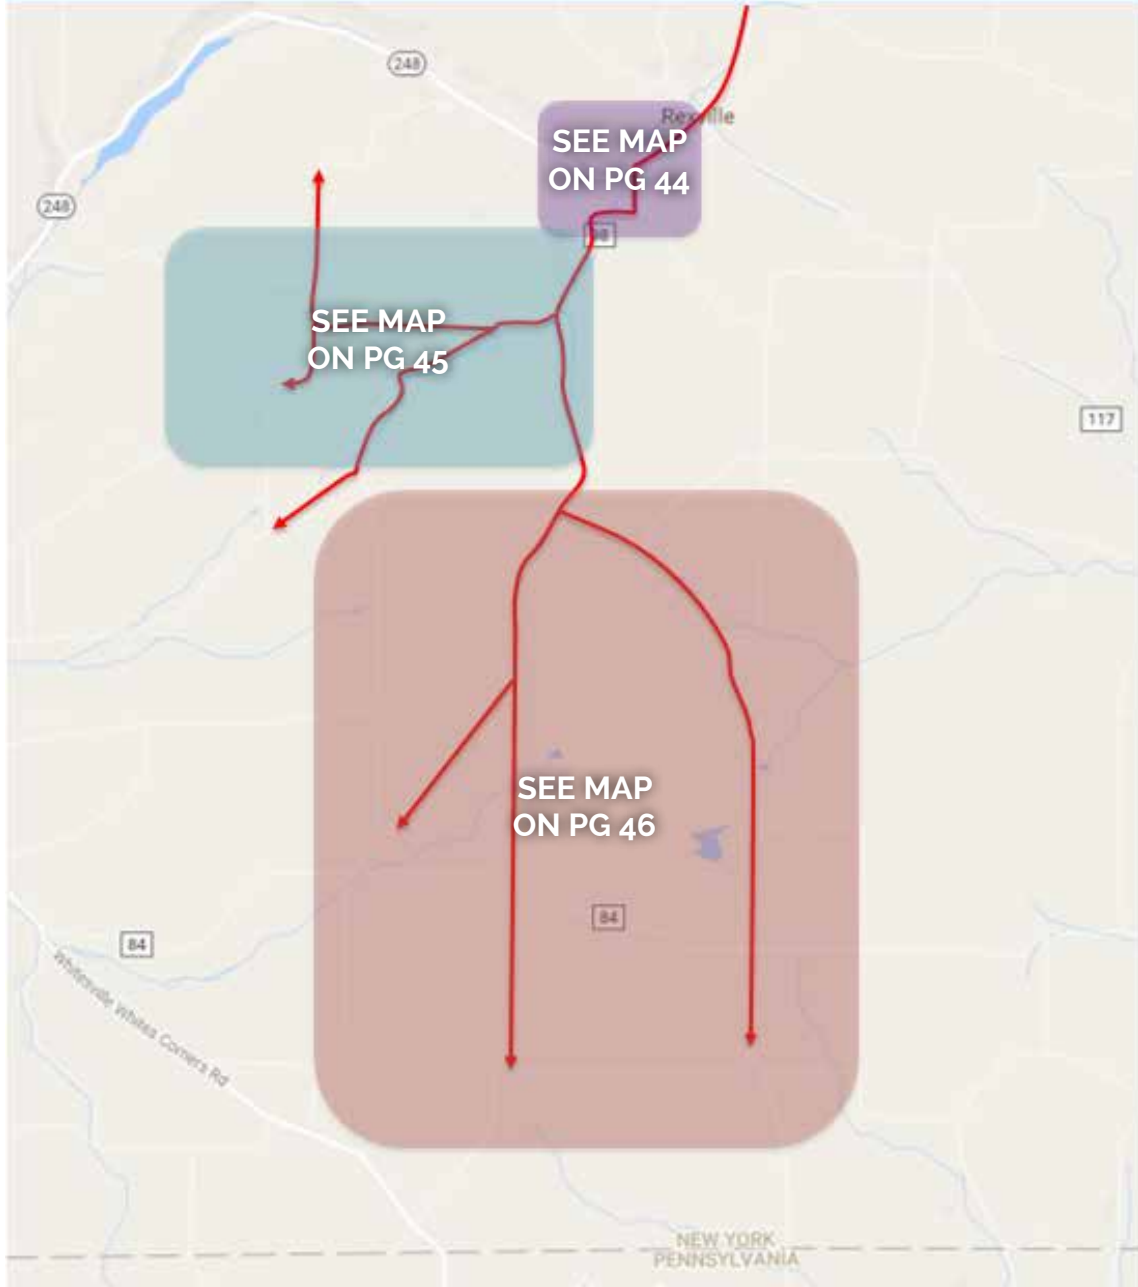 248
Rexville
SEE MAP
ON PG 44
248
98
SEE MAP
ON PG 45
117
SEE MAP
ON PG 46
84
84
Whitesville Whites Corners Rd
NEW YORK
PENNSYLVANIA